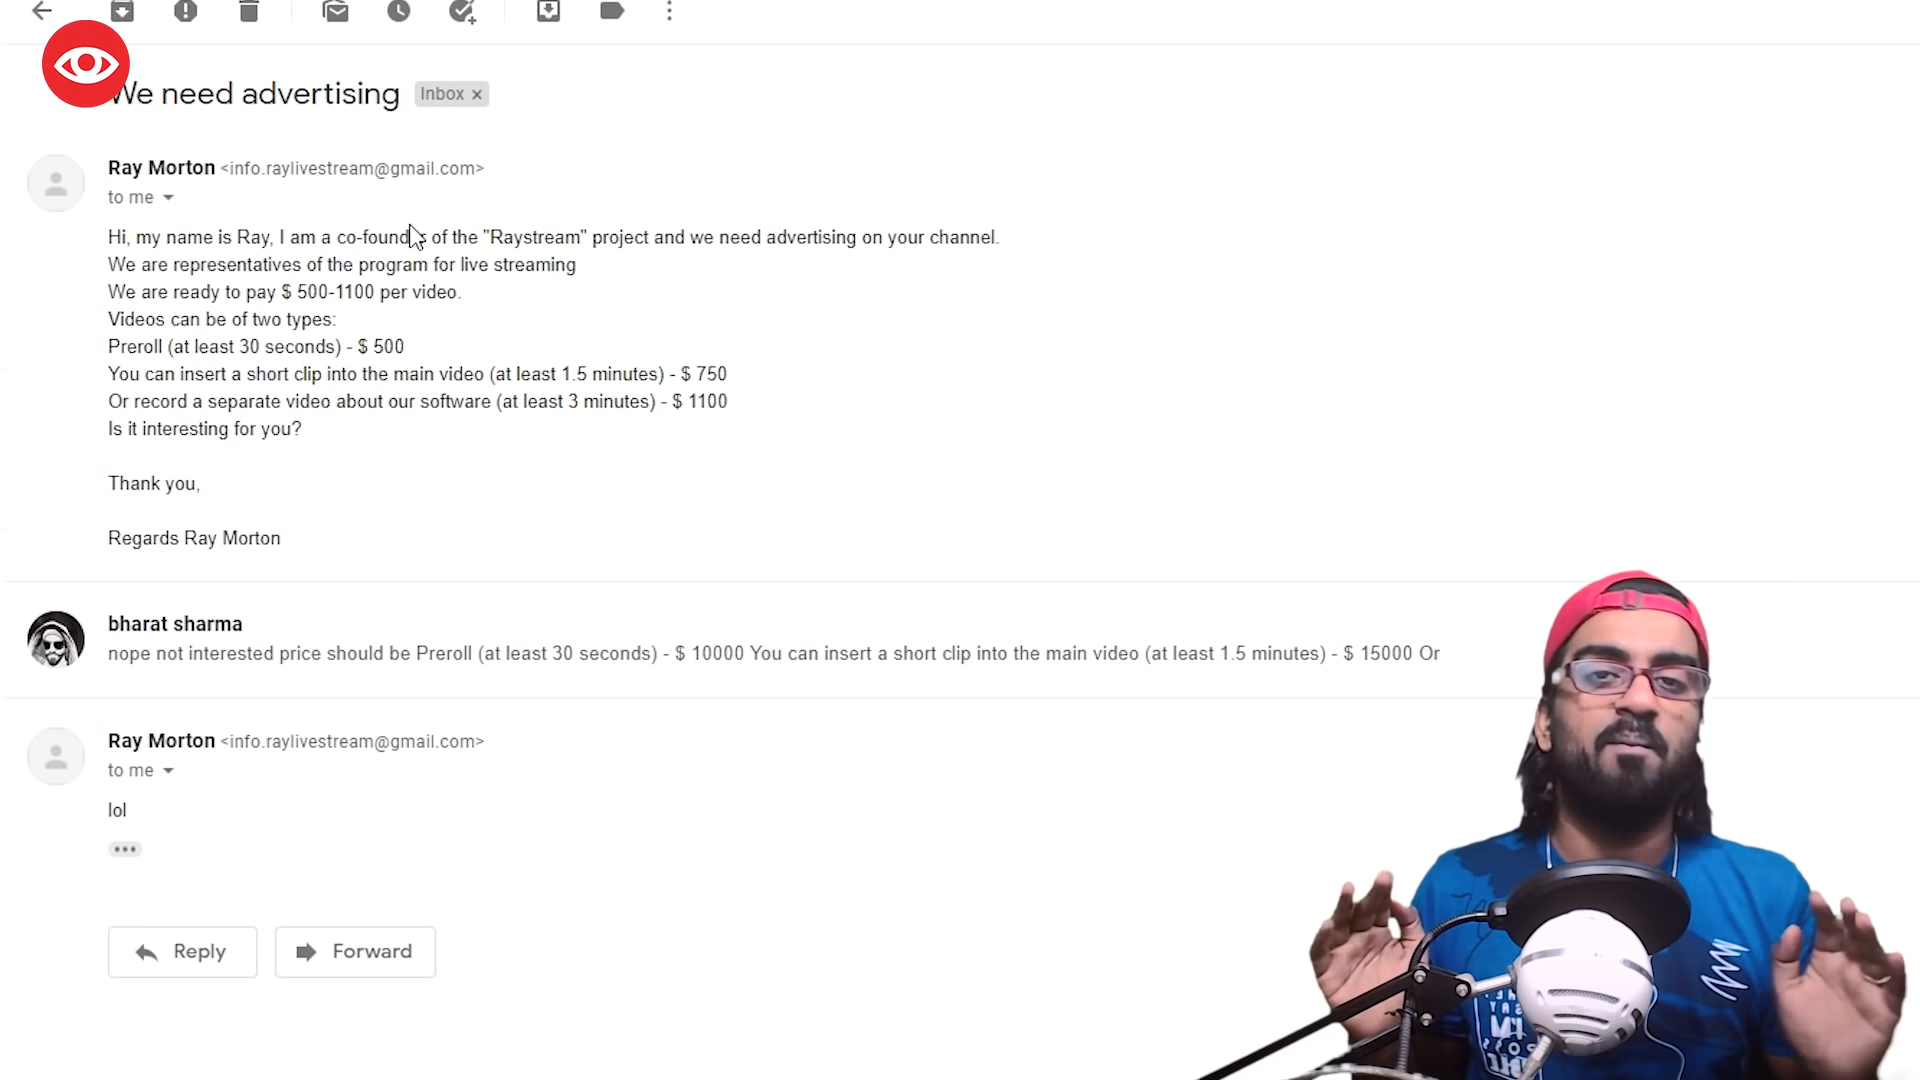 We need advertising Inbox x
Ray Morton <info.raylivestream@gmail.com>
to me
Hi, my name is Ray, I am a co-founder of the "Raystream" project and we need advertising on your channel.
We are representatives of the program for live streaming
We are ready to pay $ 500-1100 per video.
Videos can be of two types:
Preroll (at least 30 seconds) - $ 500
You can insert a short clip into the main video (at least 1.5 minutes) - $ 750
Or record a separate video about our software (at least 3 minutes) - $ 1100
Is it interesting for you?
Thank you,
Regards Ray Morton
bharat sharma
nope not interested price should be Preroll (at least 30 seconds) - $ 10000 You can insert a short clip into the main video (at least 1.5 minutes) - $ 15000 Or
Ray Morton <info.raylivestream@gmail.com>
to me
lol
Reply
Forward